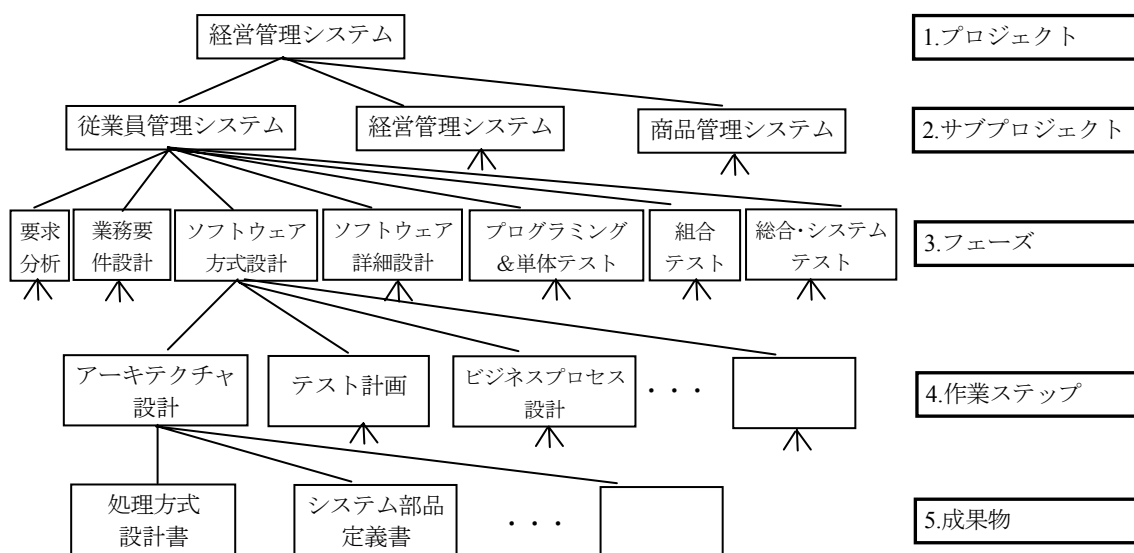 経営管理システム
1.プロジェクト
従業員管理システム
経営管理システム
商品管理システム
2.サブプロジェクト
要求
分析
業務要
件設計
ソフトウェア
方式設計
ソフトウェア
詳細設計
プログラミング
&単体テスト
組合
テスト
総合・システム
テスト
3.フェーズ
アーキテクチャ
設計
テスト計画
ビジネスプロセス
設計
・・・
4.作業ステップ
処理方式
設計書
システム部品
定義書
・・・
5.成果物